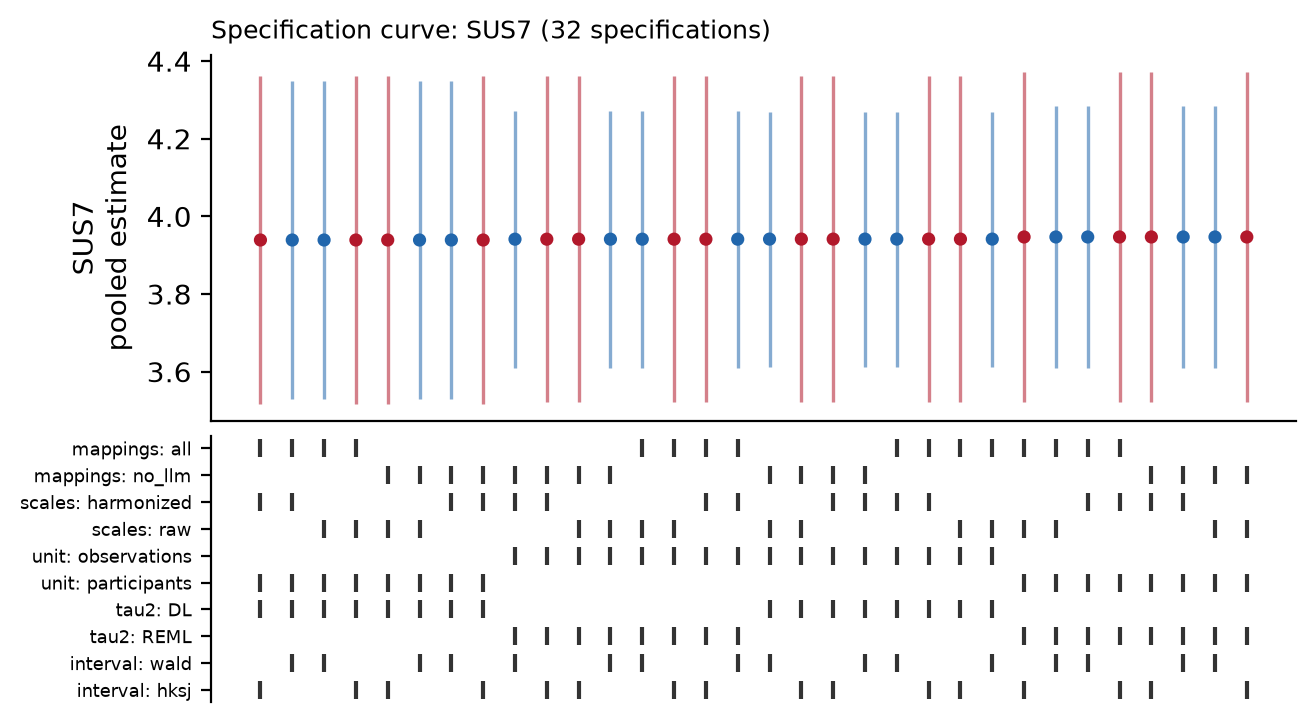 Specification curve: SUS7 (32 specifications)
SUS7
pooled estimate
4.4
4.2
4.0
3.8
3.6
mappings: all
mappings: no_llm
scales: harmonized
scales: raw
unit: observations
unit: participants
tau2: DL
tau2: REML
interval: wald
interval: hksj